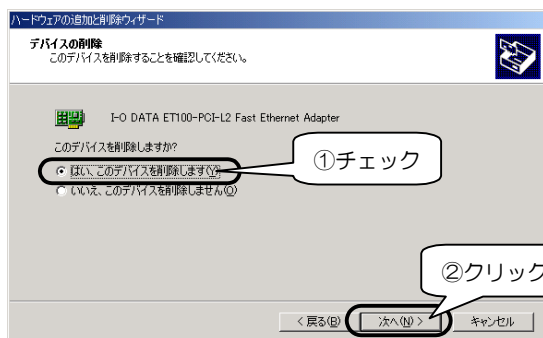 ハードウェアの追加と削除ウィザード
デバイスの削除
このデバイスを削除することを確認してください。
I-O DATA ET100-PCI-L2 Fast Ethernet Adapter
このデバイスを削除しますか?
はい、このデバイスを削除します(Y)
①チェック
いいえ、このデバイスを削除しません(O)
②クリック
< 戻る(B)
次へ(N) >
キャンセル